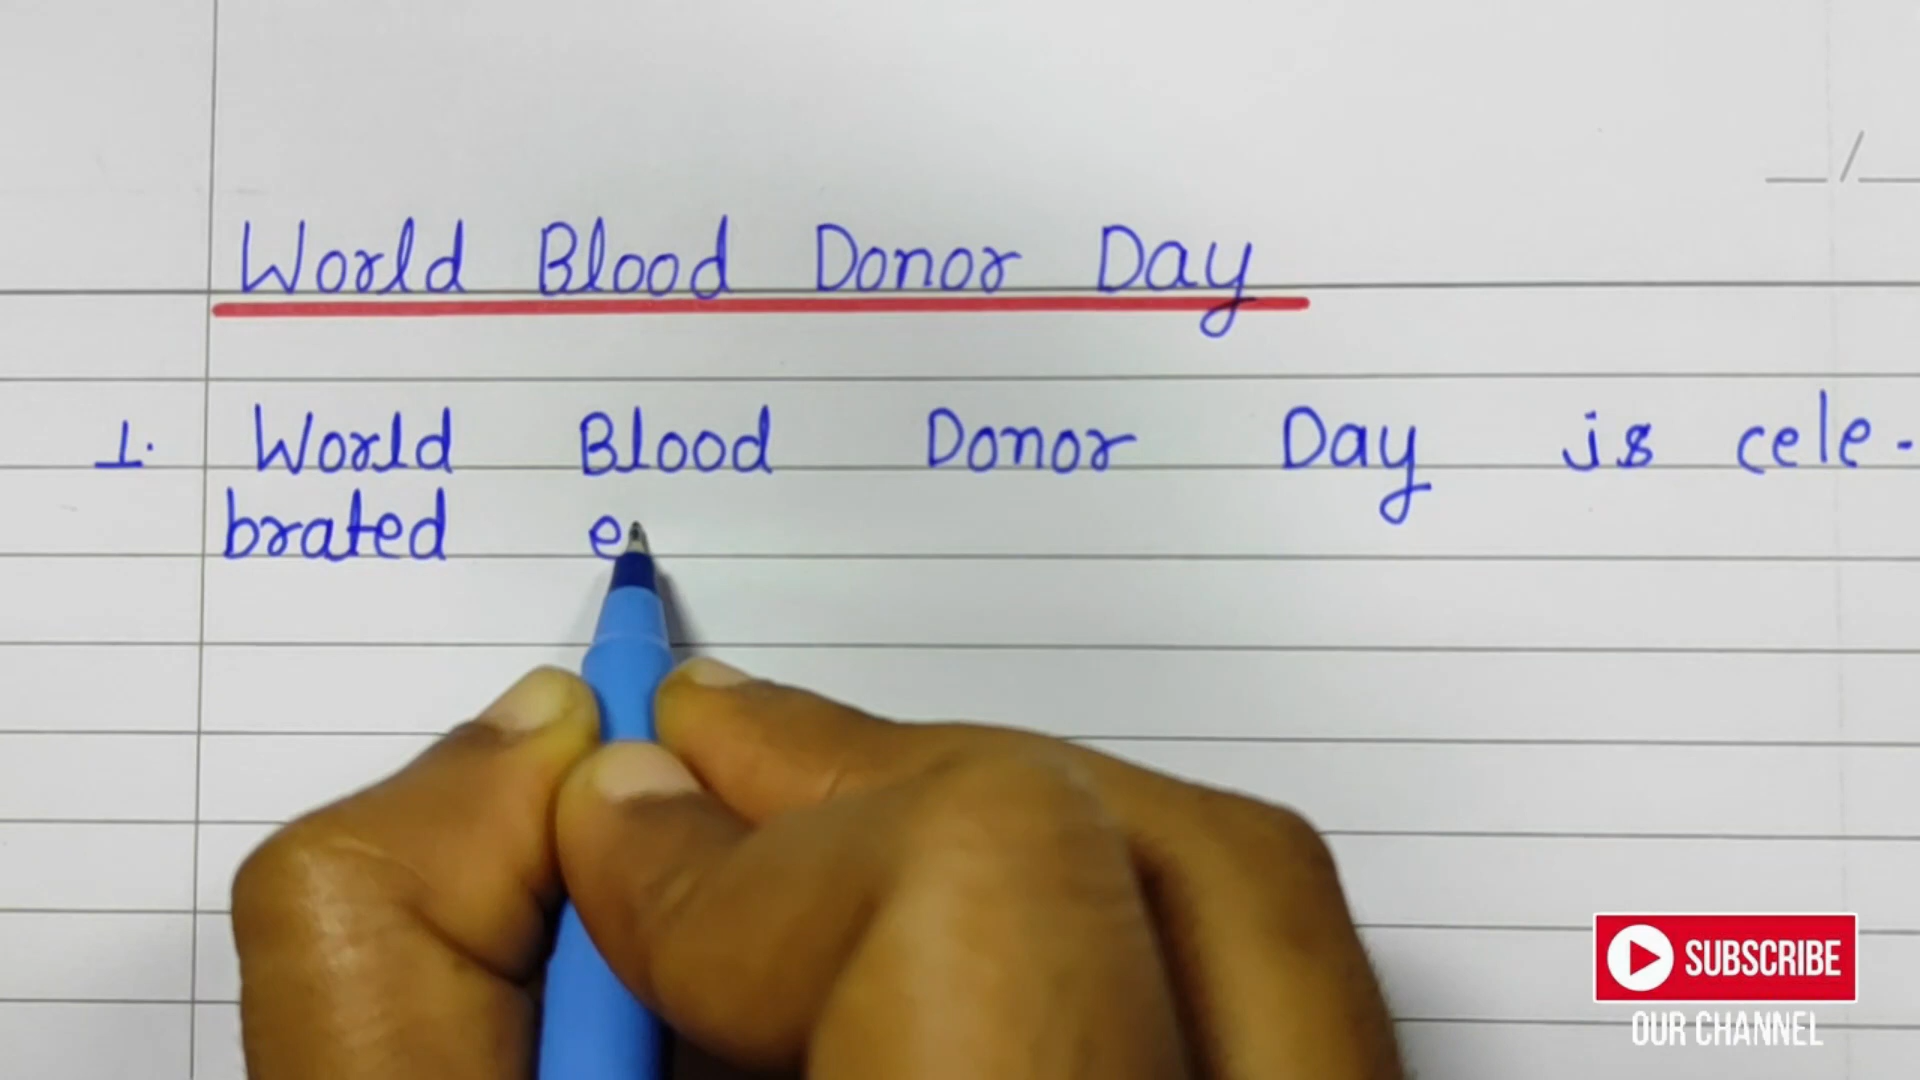 World Blood Donor Day
1. World Blood Donor Day is cele-
brated e
SUBSCRIBE
OUR CHANNEL